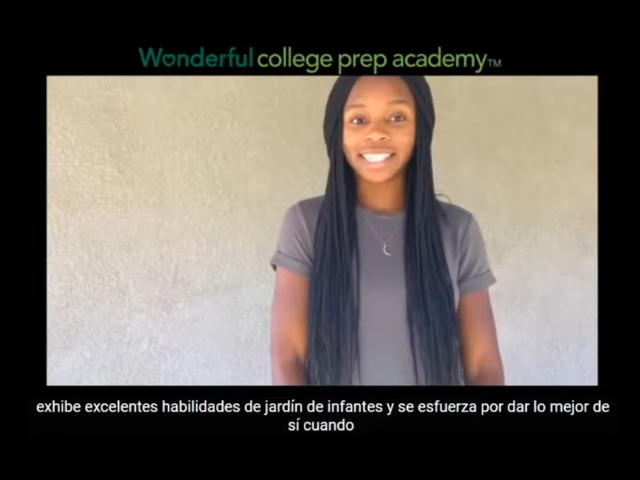 Wonderful college prep academy™
exhibe excelentes habilidades de jardín de infantes y se esfuerza por dar lo mejor de
sí cuando